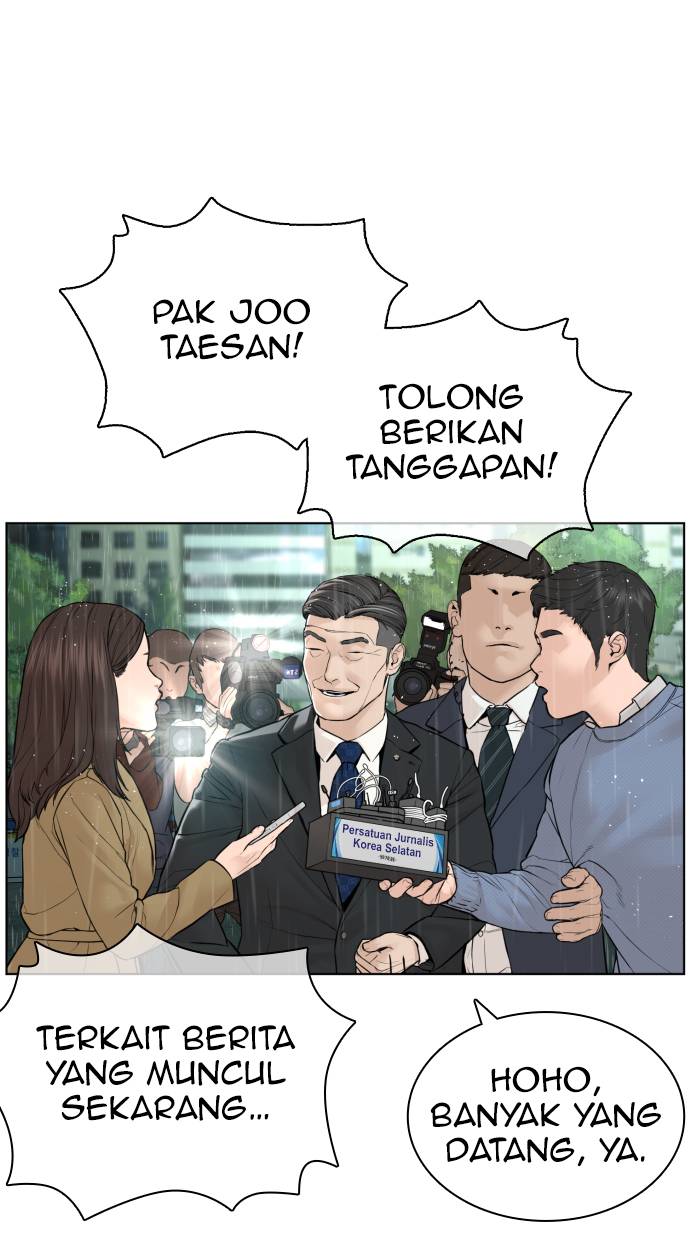 PAK JOO
TAESAN!
TOLONG
BERIKAN
TANGGAPAN!
Persatuan Jurnalis
Korea Selatan
TERKAIT BERITA
YANG MUNCUL
SEKARANG...
HOHO,
BANYAK YANG
DATANG, YA.